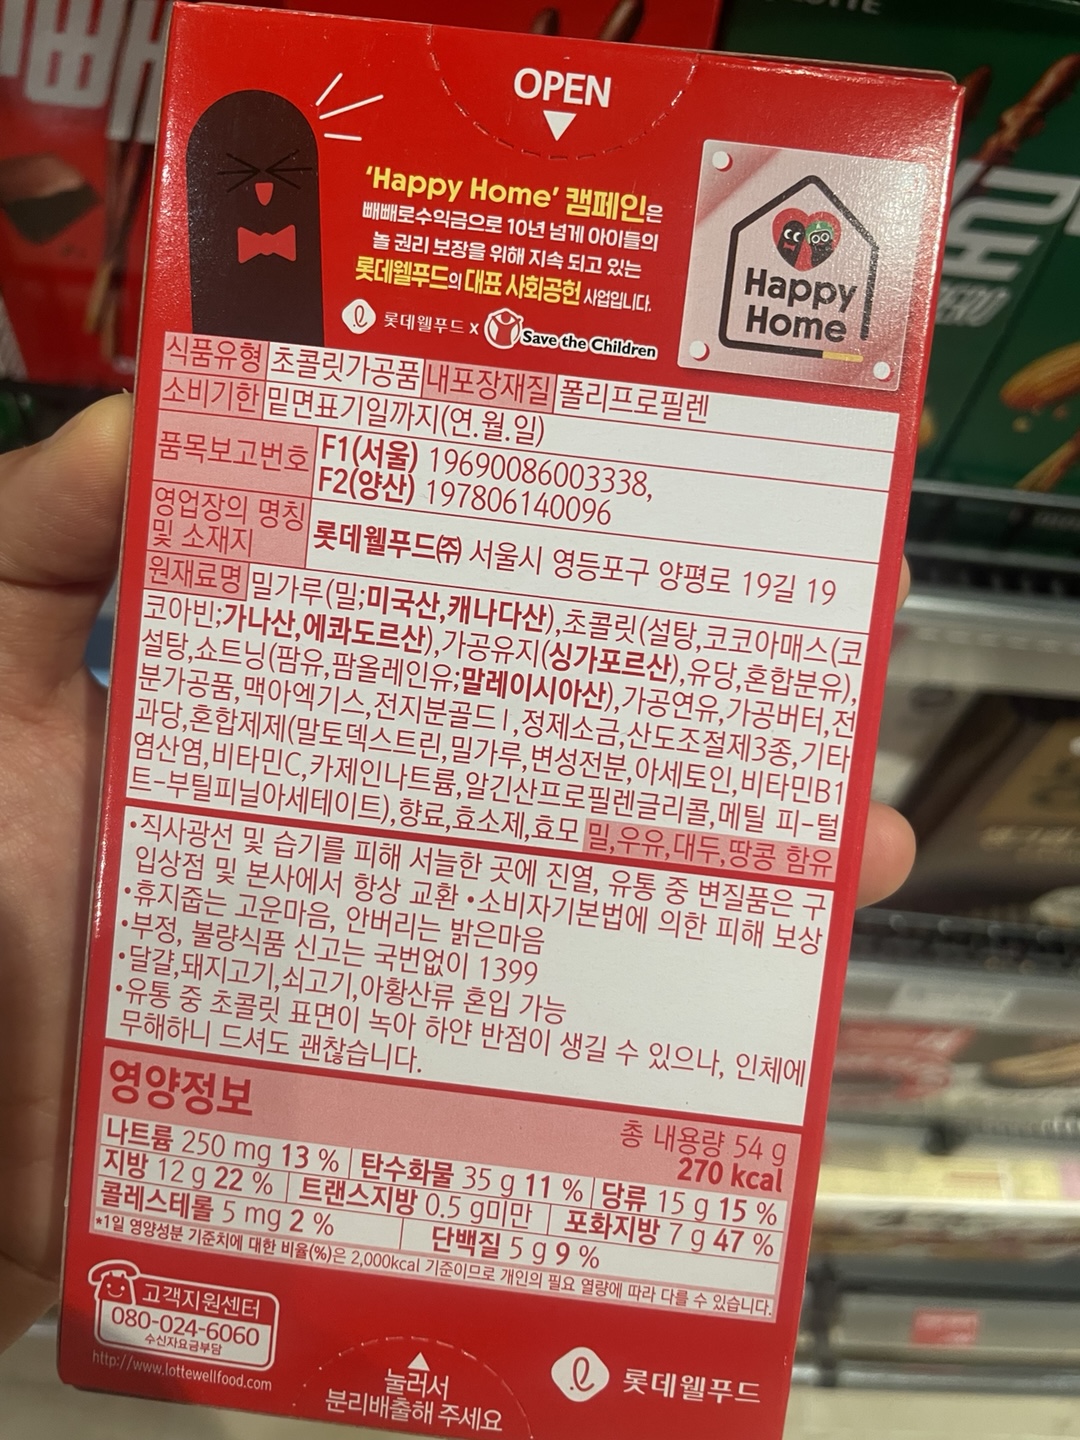 OPEN
'Happy Home' 캠페인은
빼빼로수익금으로 10년 넘게 아이들의
놀 권리 보장을 위해 지속 되고 있는
롯데웰푸드의 대표 사회공헌 사업입니다.
롯데웰푸드 x Save the Children
Happy
Home
식품유형 초콜릿가공품 내포장재질 폴리프로필렌
소비기한 밑면표기일까지(연.월.일)
품목보고번호 F1(서울) 19690086003338,
F2(양산) 197806140096
영업장의 명칭
및 소재지
롯데웰푸드㈜ 서울시 영등포구 양평로 19길 19
원재료명 밀가루(밀;미국산,캐나다산),초콜릿(설탕,코코아매스(코
코아빈;가나산,에콰도르산),가공유지(싱가포르산),유당,혼합분유),
설탕,쇼트닝(팜유,팜올레인유;말레이시아산),가공연유,가공버터,전
분가공품,맥아엑기스,전지분골드Ⅰ,정제소금,산도조절제3종,기타
과당,혼합제제(말토덱스트린,밀가루,변성전분,아세토인,비타민B1
염산염,비타민C,카제인나트륨,알긴산프로필렌글리콜,메틸 피-털
트-부틸피닐아세테이트),향료,효소제,효모 밀,우유,대두,땅콩 함유
•직사광선 및 습기를 피해 서늘한 곳에 진열, 유통 중 변질품은 구
입상점 및 본사에서 항상 교환 •소비자기본법에 의한 피해 보상
•휴지줍는 고운마음, 안버리는 밝은마음
•부정, 불량식품 신고는 국번없이 1399
•달걀,돼지고기,쇠고기,아황산류 혼입 가능
•유통 중 초콜릿 표면이 녹아 하얀 반점이 생길 수 있으나, 인체에
무해하니 드셔도 괜찮습니다.
영양정보
총 내용량 54 g
270 kcal
나트륨 250 mg 13 % 탄수화물 35 g 11 % 당류 15 g 15 %
지방 12 g 22 % 트랜스지방 0.5 g미만 포화지방 7 g 47 %
콜레스테롤 5 mg 2 % 단백질 5 g 9 %
*1일 영양성분 기준치에 대한 비율(%)은 2,000kcal 기준이므로 개인의 필요 열량에 따라 다를 수 있습니다.
고객지원센터
080-024-6060
수신자요금부담
http://www.lottewellfood.com
눌러서
분리배출해 주세요
롯데웰푸드